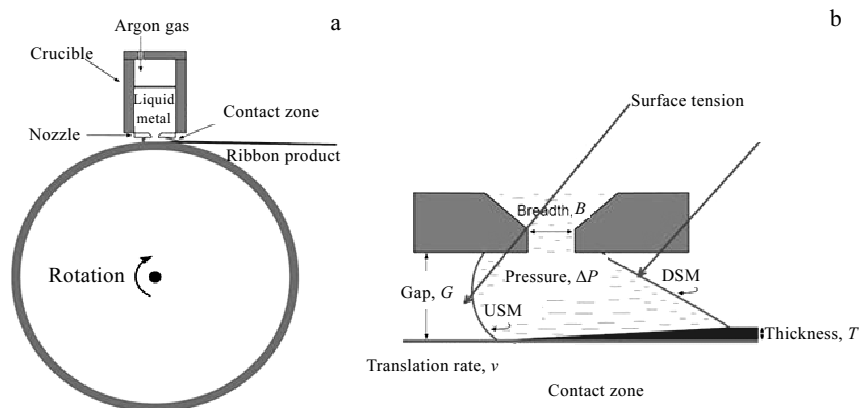 a
Argon gas
Crucible
Liquid
metal
Contact zone
Nozzle
Ribbon product
Rotation
b
Surface tension
Breadth, B
Pressure, ΔP
DSM
Gap, G
USM
Thickness, T
Translation rate, v
Contact zone